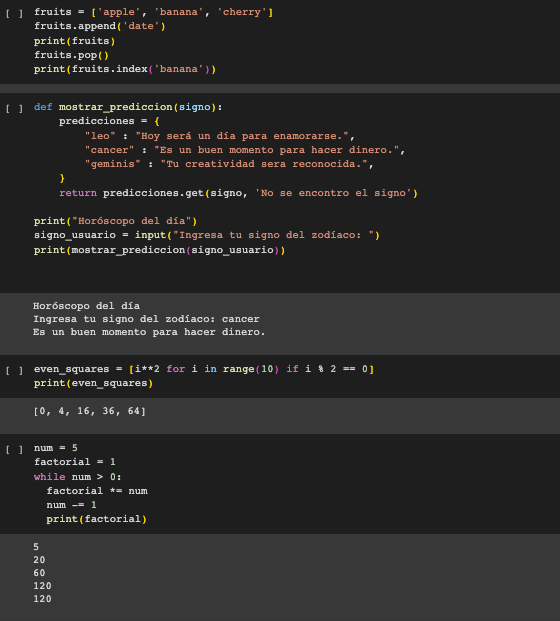 [ ] fruits = ['apple', 'banana', 'cherry']
fruits.append('date')
print(fruits)
fruits.pop()
print(fruits.index('banana'))
[ ] def mostrar_prediccion(signo):
    predicciones = {
        "leo" : "Hoy será un día para enamorarse.",
        "cancer" : "Es un buen momento para hacer dinero.",
        "geminis" : "Tu creatividad sera reconocida.",
    }
    return predicciones.get(signo, 'No se encontro el signo')
print("Horóscopo del día")
signo_usuario = input("Ingresa tu signo del zodíaco: ")
print(mostrar_prediccion(signo_usuario))
Horóscopo del día
Ingresa tu signo del zodíaco: cancer
Es un buen momento para hacer dinero.
[ ] even_squares = [i**2 for i in range(10) if i % 2 == 0]
print(even_squares)
[0, 4, 16, 36, 64]
[ ] num = 5
factorial = 1
while num > 0:
  factorial *= num
  num -= 1
  print(factorial)
5
20
60
120
120